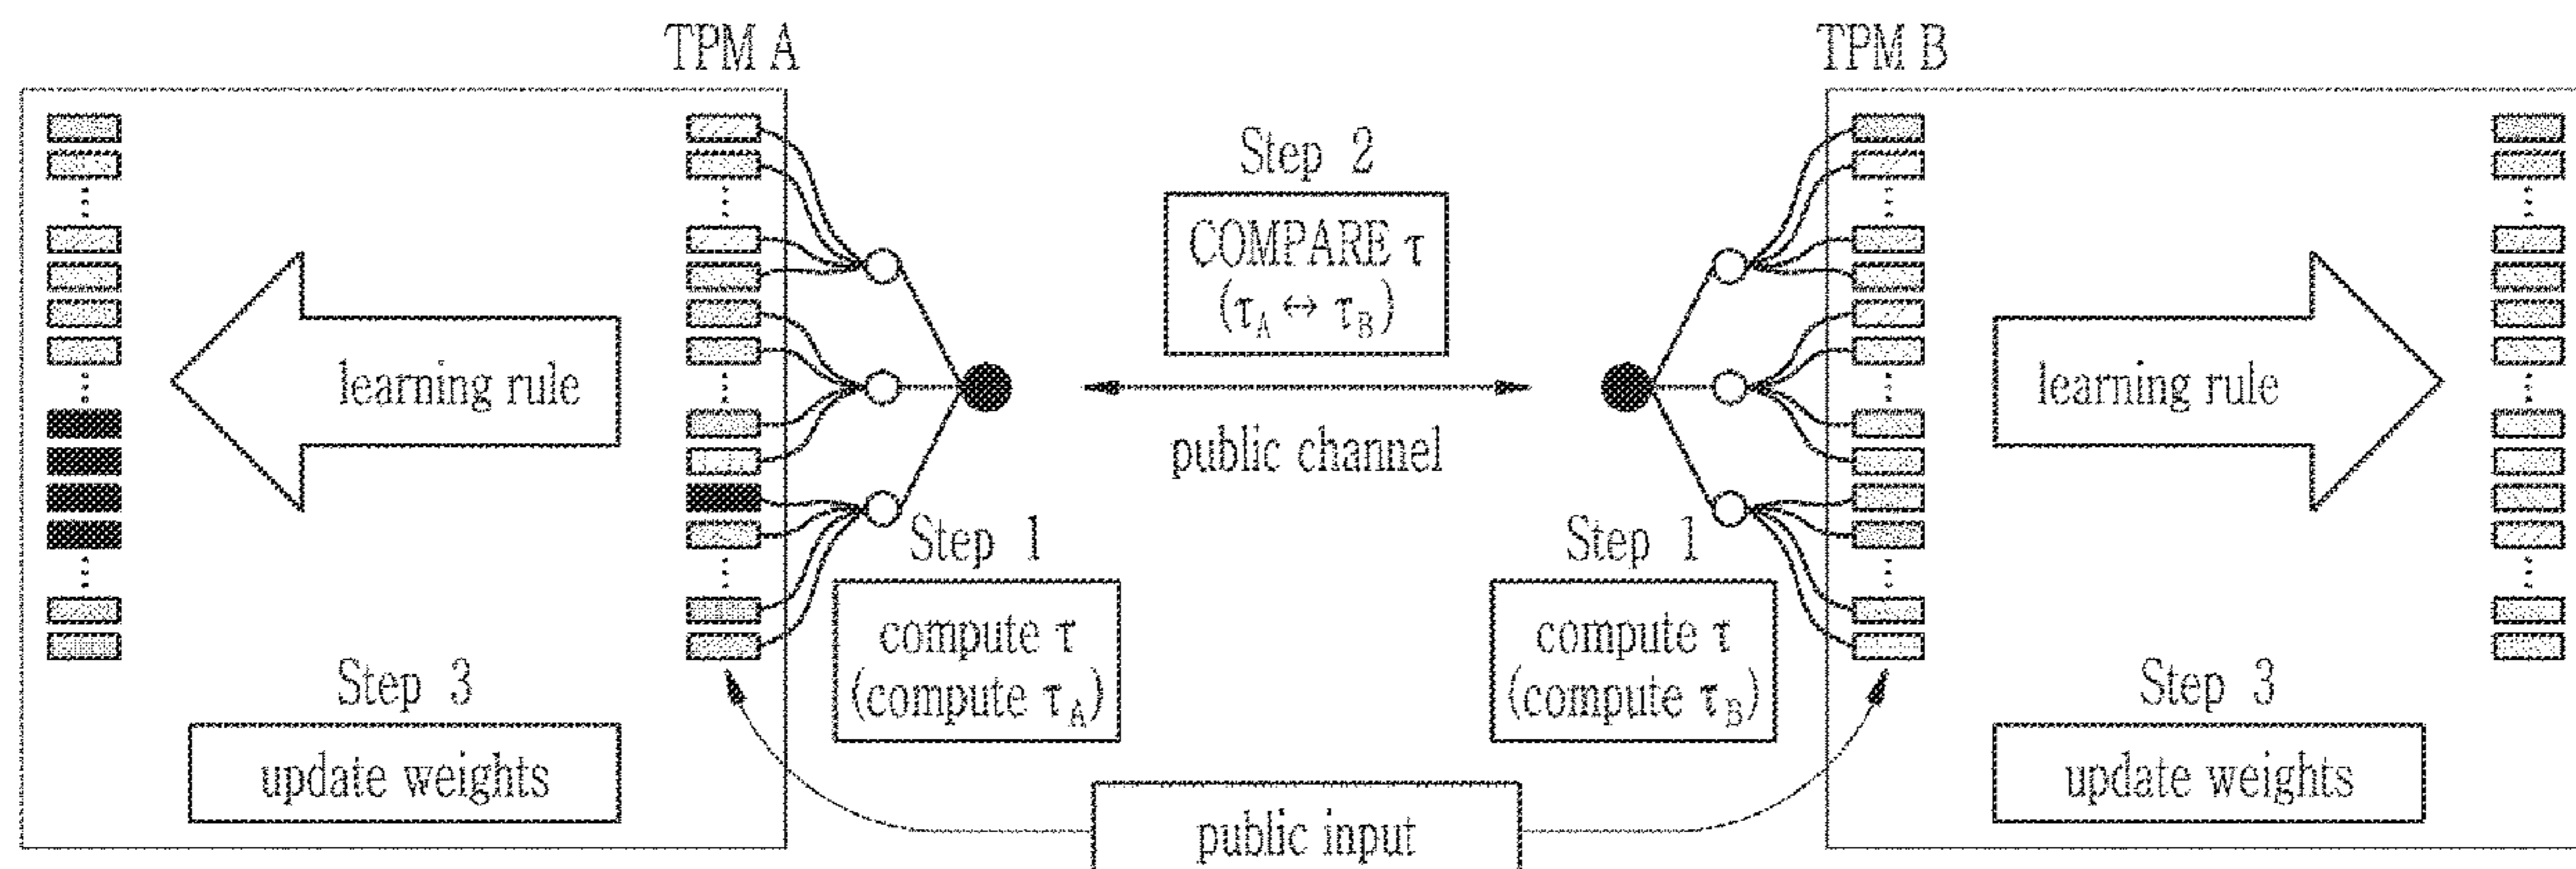 TPM A
TPM B
Step 2
COMPARE τ
(τA ↔ τB)
learning rule
public channel
learning rule
Step 1
compute τ
(compute τA)
Step 1
compute τ
(compute τB)
Step 3
update weights
Step 3
update weights
public input